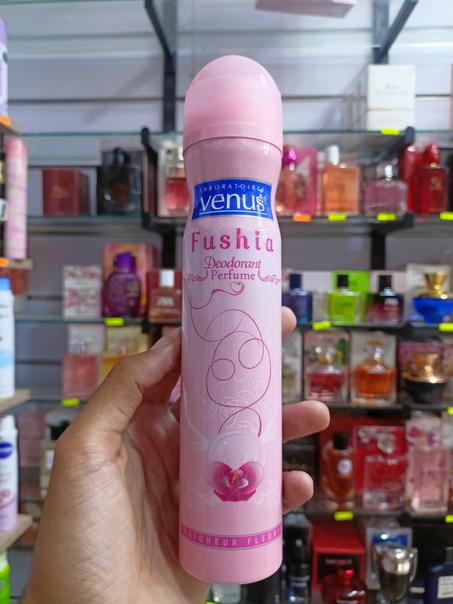 LABORATOIRES
Venus
Fushia
Deodorant
Perfume
FRAICHEUR FLEURIE